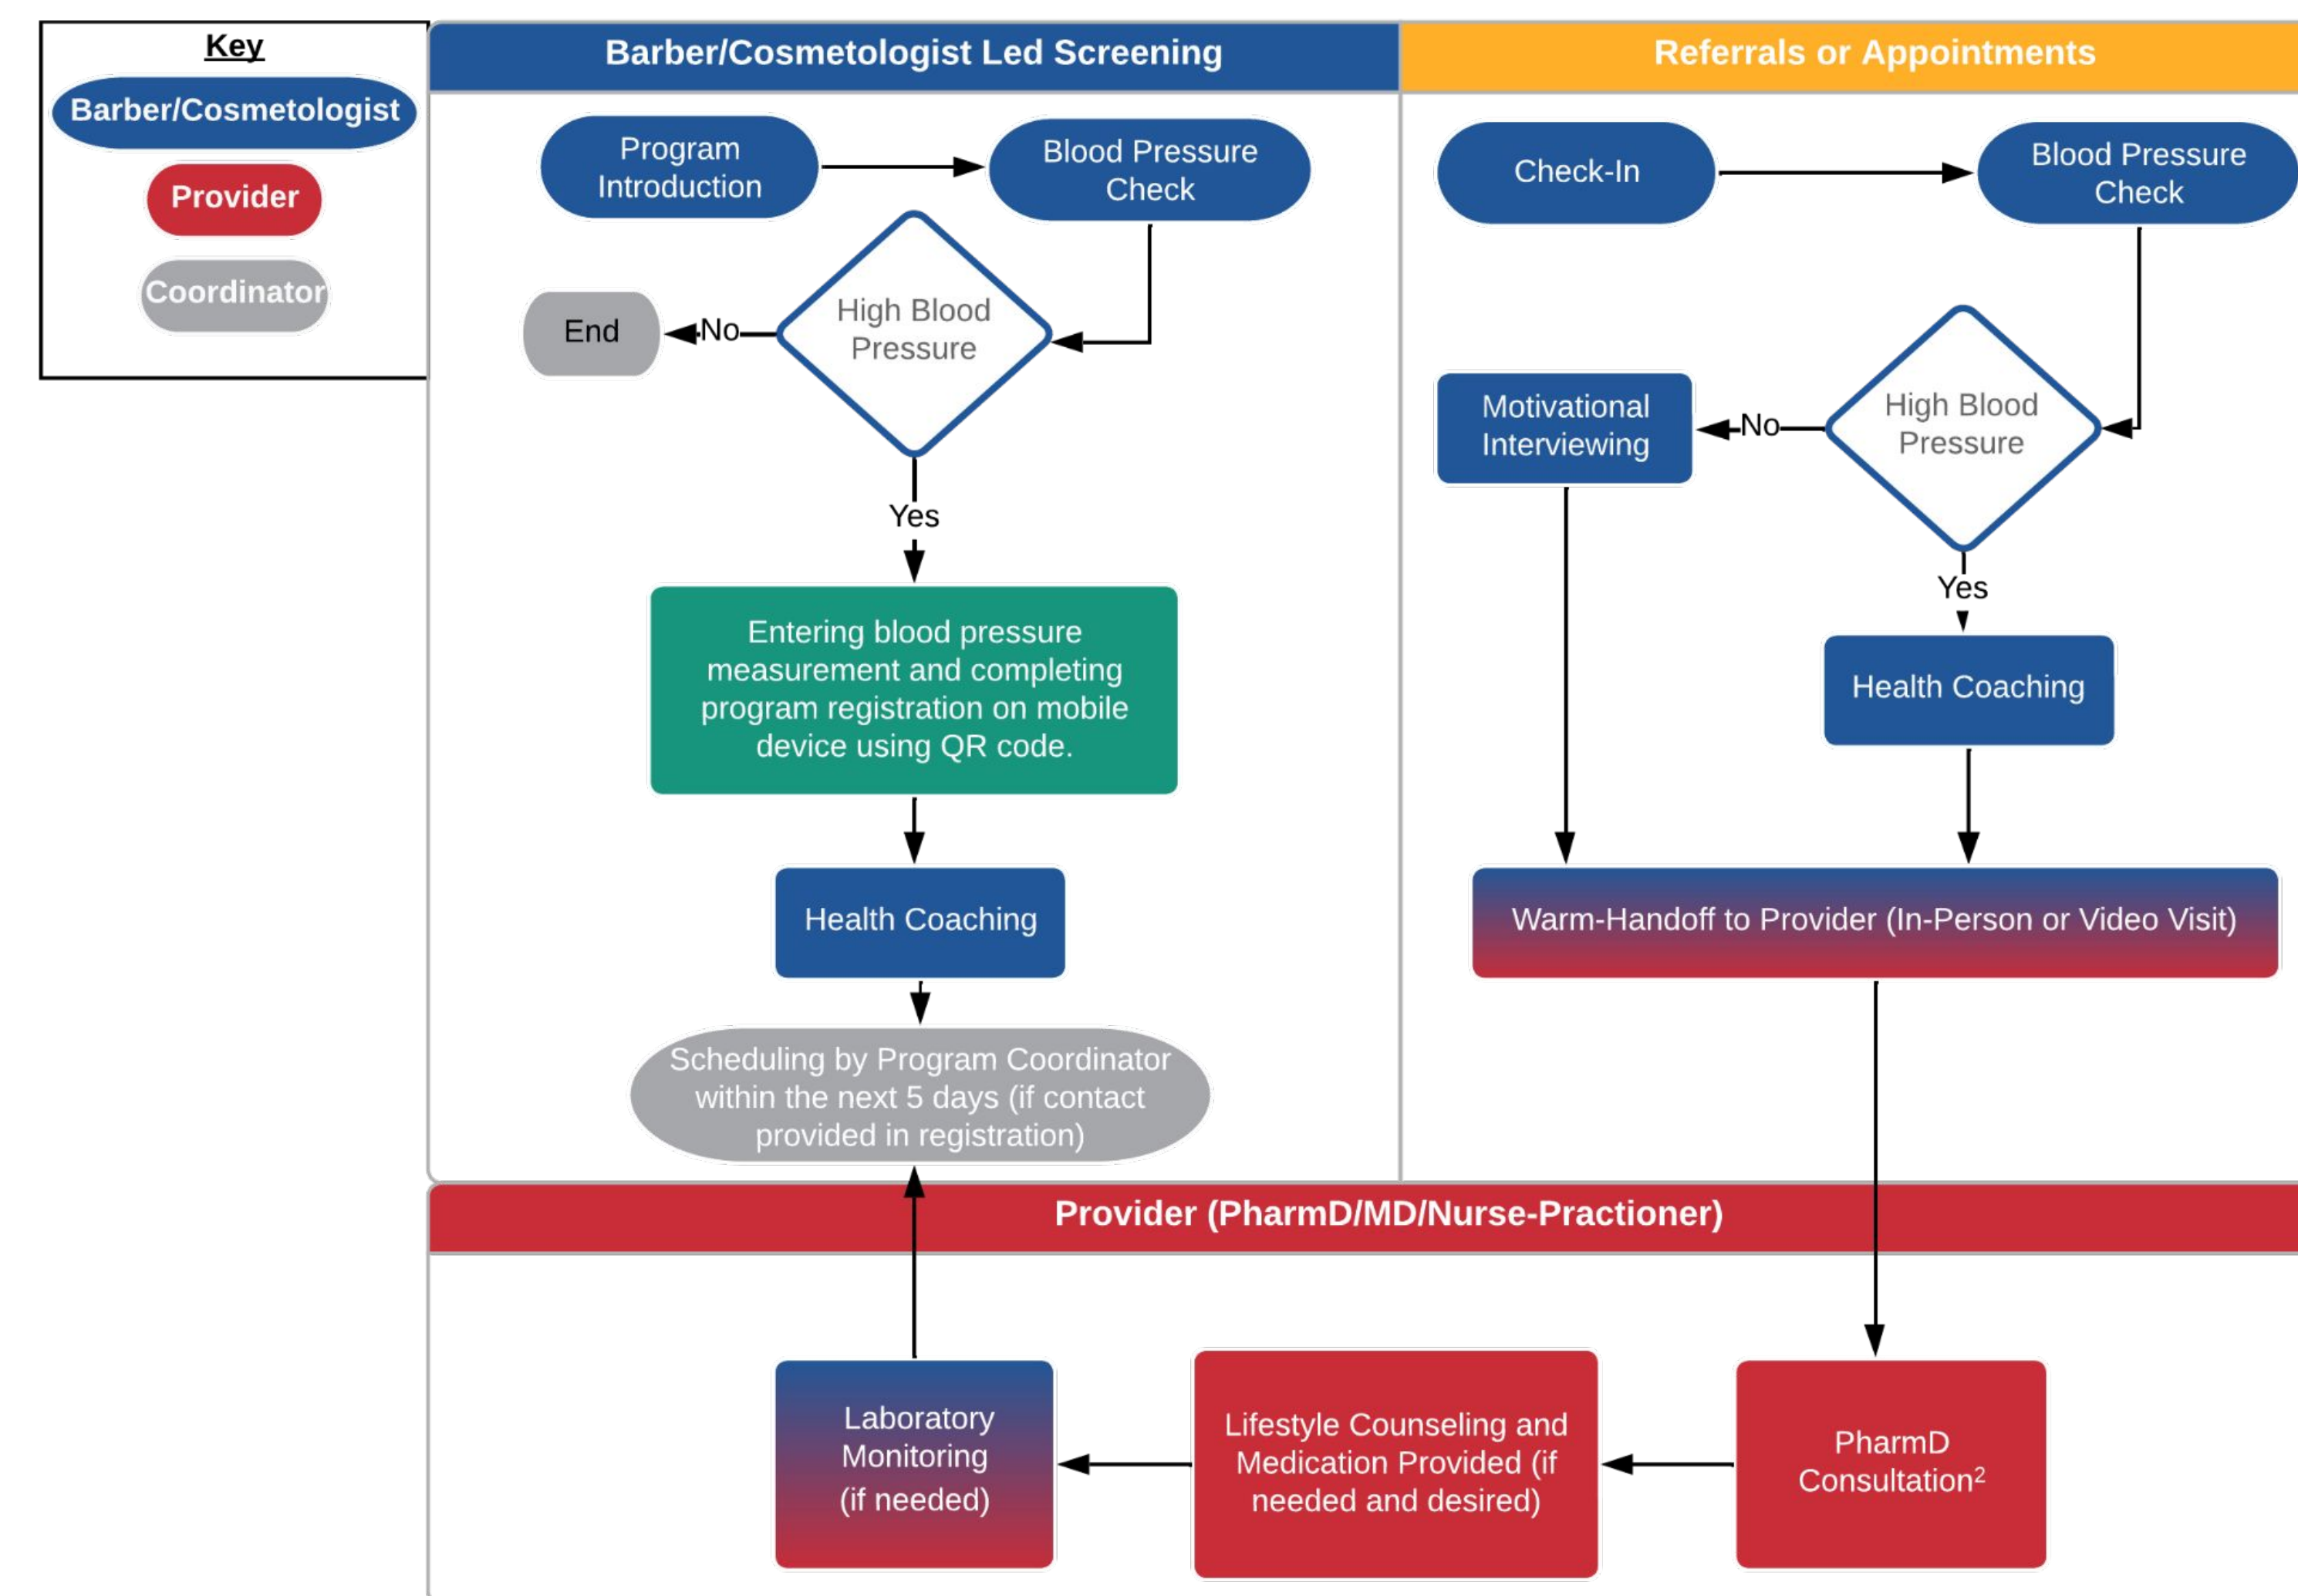 Key
Barber/Cosmetologist
Provider
Coordinator
Barber/Cosmetologist Led Screening
Program
Introduction
Blood Pressure
Check
High Blood
Pressure
No
End
Yes
Entering blood pressure
measurement and completing
program registration on mobile
device using QR code.
Health Coaching
Scheduling by Program Coordinator
within the next 5 days (if contact
provided in registration)
Referrals or Appointments
Check-In
Blood Pressure
Check
High Blood
Pressure
No
Motivational
Interviewing
Yes
Health Coaching
Warm-Handoff to Provider (In-Person or Video Visit)
Provider (PharmD/MD/Nurse-Practioner)
PharmD
Consultation²
Lifestyle Counseling and
Medication Provided (if
needed and desired)
Laboratory
Monitoring
(if needed)